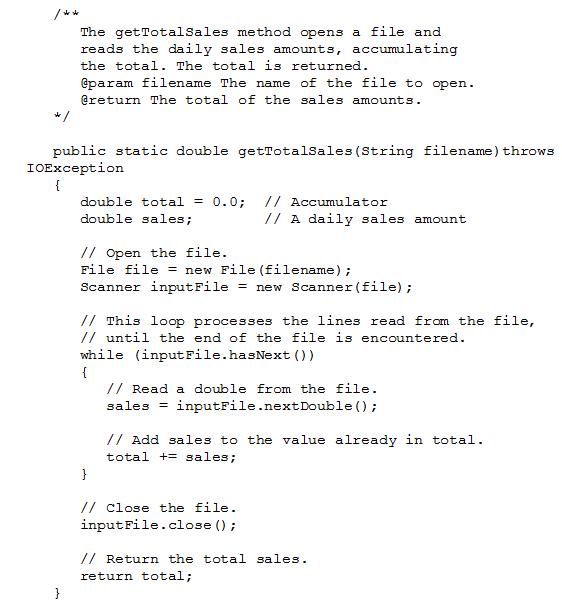 /**
The getTotalSales method opens a file and
reads the daily sales amounts, accumulating
the total. The total is returned.
@param filename The name of the file to open.
@return The total of the sales amounts.
*/
public static double getTotalSales(String filename)throws
IOException
{
double total = 0.0;  // Accumulator
double sales;        // A daily sales amount
// Open the file.
File file = new File(filename);
Scanner inputFile = new Scanner(file);
// This loop processes the lines read from the file,
// until the end of the file is encountered.
while (inputFile.hasNext())
{
// Read a double from the file.
sales = inputFile.nextDouble();
// Add sales to the value already in total.
total += sales;
}
// Close the file.
inputFile.close();
// Return the total sales.
return total;
}